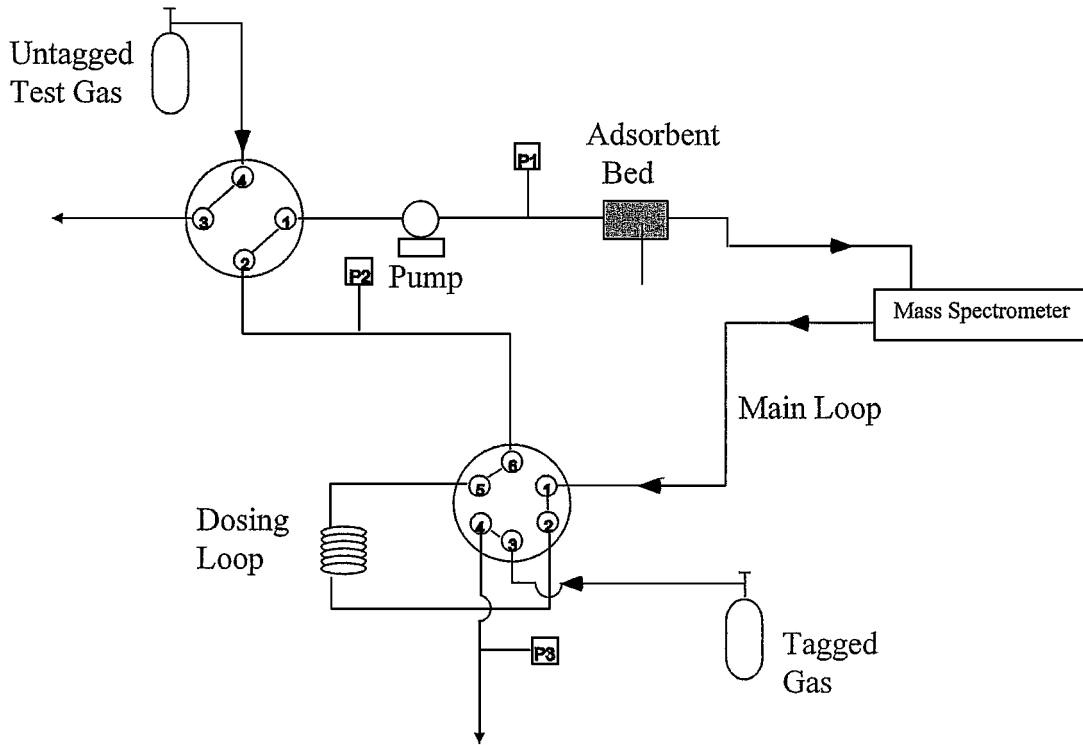 Untagged
Test Gas
4
3
1
2
P1
Adsorbent
Bed
Pump
P2
Mass Spectrometer
Main Loop
6
5
1
4
2
3
Dosing
Loop
P3
Tagged
Gas